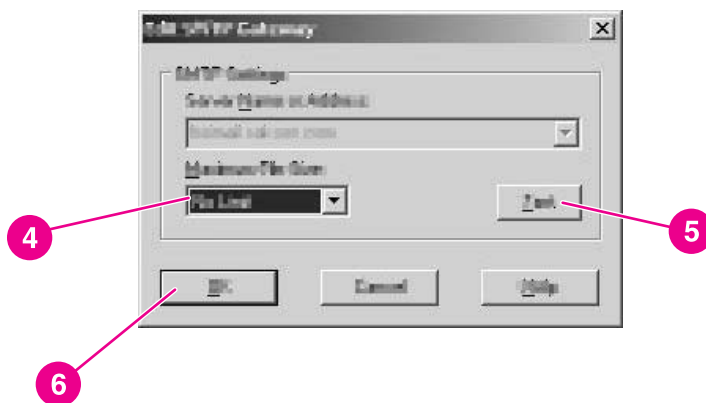 Edit SMTP Gateway
SMTP Settings
Server Name or Address:
Maximum File Size:
No Limit
Test
4
5
OK
Cancel
Help
6